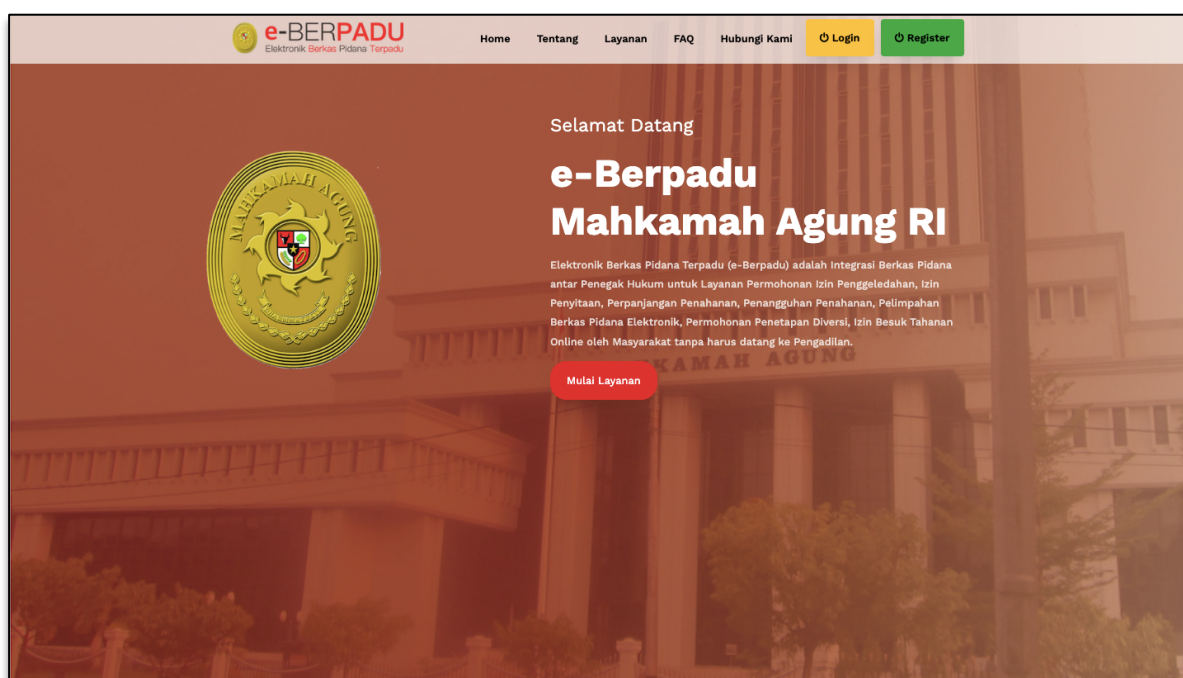 e-BERPADU
Elektronik Berkas Pidana Terpadu
Home Tentang Layanan FAQ Hubungi Kami Login Register
Selamat Datang
e-Berpadu
Mahkamah Agung RI
MAHKAMAH AGUNG
Elektronik Berkas Pidana Terpadu (e-Berpadu) adalah Integrasi Berkas Pidana
antar Penegak Hukum untuk Layanan Permohonan Izin Penggeledahan, Izin
Penyitaan, Perpanjangan Penahanan, Penangguhan Penahanan, Pelimpahan
Berkas Pidana Elektronik, Permohonan Penetapan Diversi, Izin Besuk Tahanan
Online oleh Masyarakat tanpa harus datang ke Pengadilan.
KAMAH AGUNG
Mulai Layanan